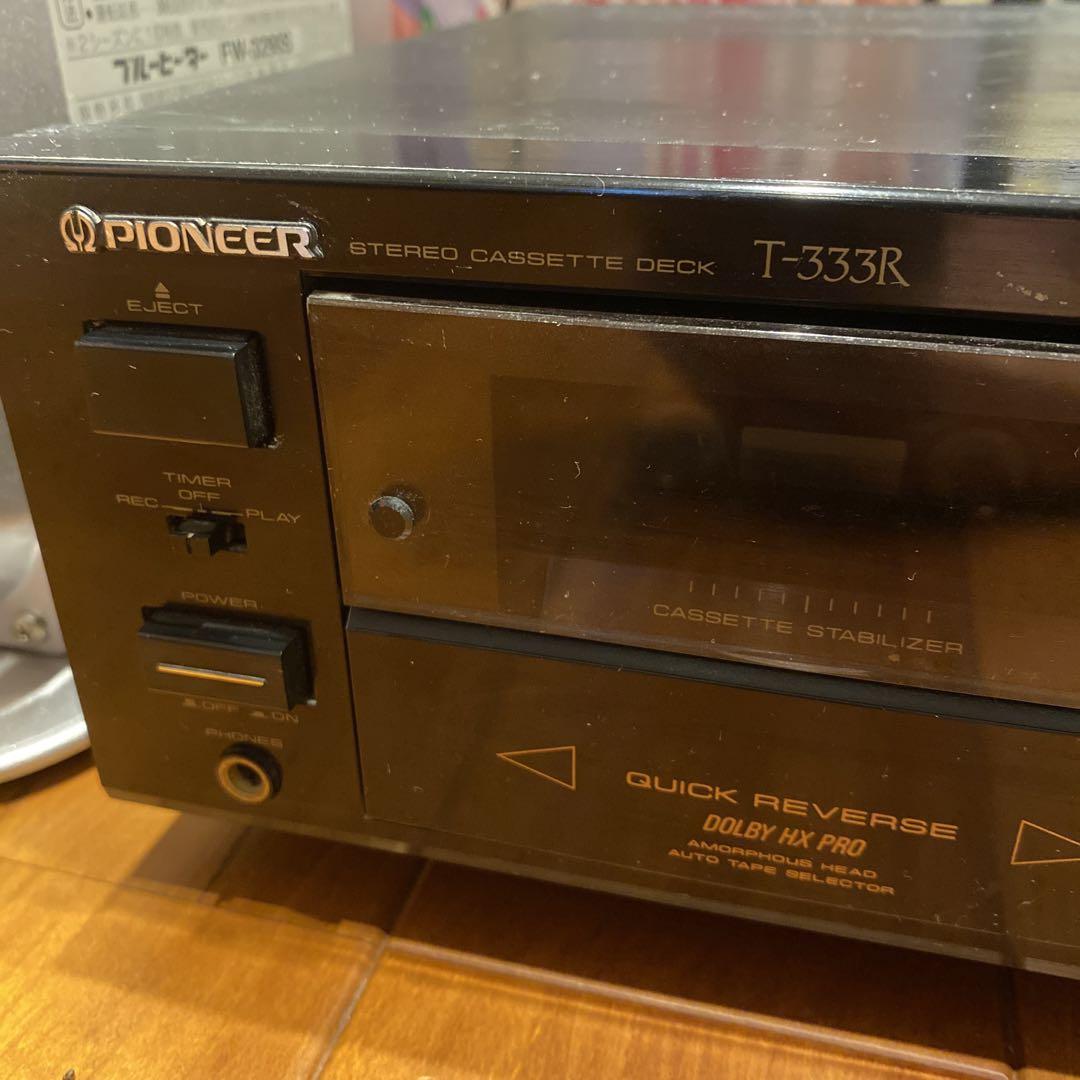 ブルーヒーター FW-329S
PIONEER
STEREO CASSETTE DECK T-333R
EJECT
TIMER
OFF
REC PLAY
CASSETTE STABILIZER
POWER
OFF ON
PHONES
QUICK REVERSE
DOLBY HX PRO
AMORPHOUS HEAD
AUTO TAPE SELECTOR